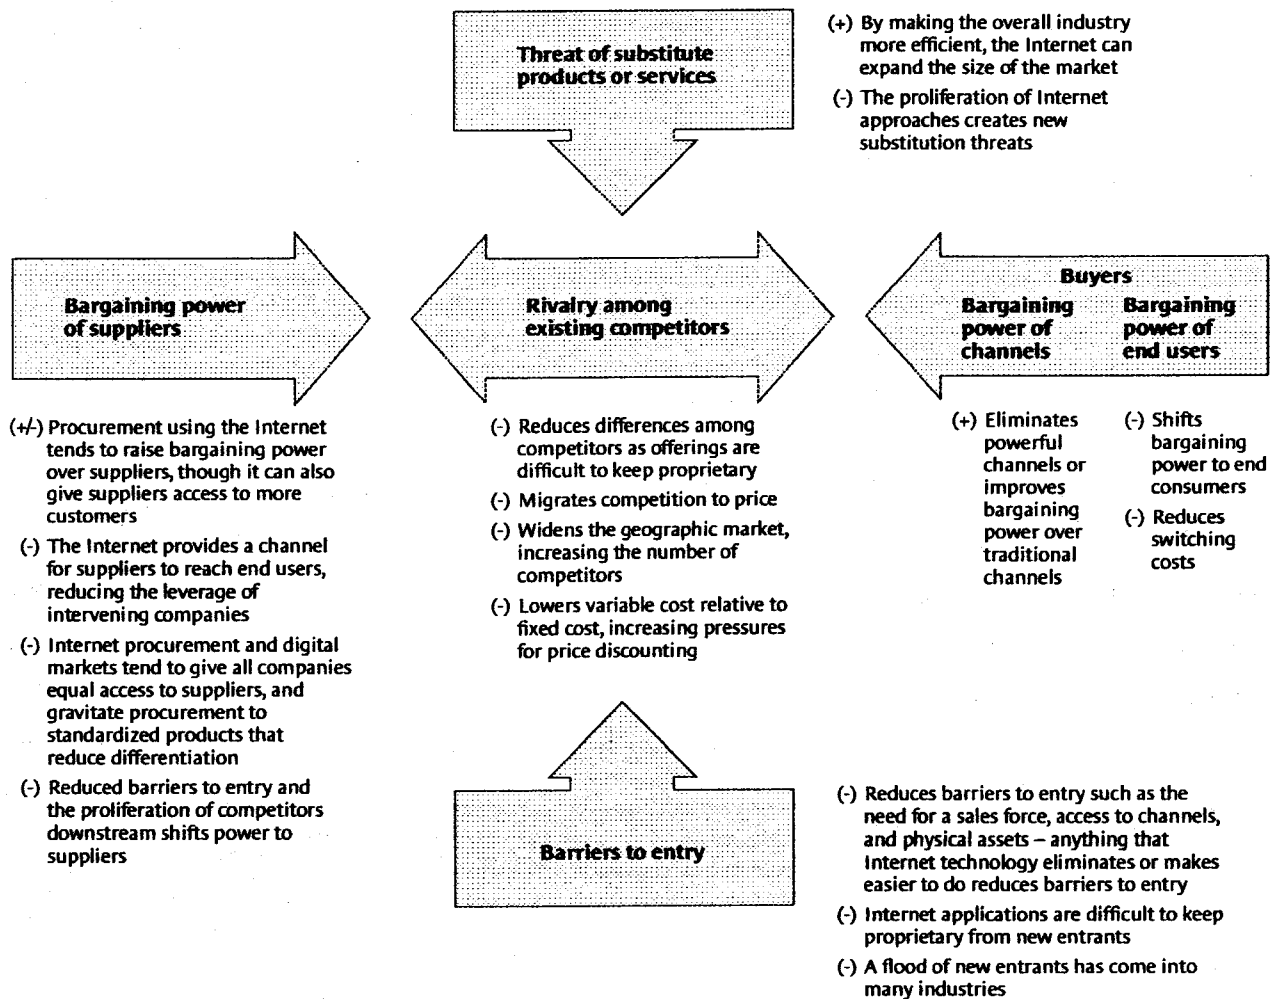 Threat of substitute
products or services
(+) By making the overall industry
more efficient, the Internet can
expand the size of the market
(-) The proliferation of Internet
approaches creates new
substitution threats
Bargaining power
of suppliers
Rivalry among
existing competitors
Buyers
Bargaining
power of
channels
Bargaining
power of
end users
(+/-) Procurement using the Internet
tends to raise bargaining power
over suppliers, though it can also
give suppliers access to more
customers
(-) The Internet provides a channel
for suppliers to reach end users,
reducing the leverage of
intervening companies
(-) Internet procurement and digital
markets tend to give all companies
equal access to suppliers, and
gravitate procurement to
standardized products that
reduce differentiation
(-) Reduced barriers to entry and
the proliferation of competitors
downstream shifts power to
suppliers
(-) Reduces differences among
competitors as offerings are
difficult to keep proprietary
(-) Migrates competition to price
(-) Widens the geographic market,
increasing the number of
competitors
(-) Lowers variable cost relative to
fixed cost, increasing pressures
for price discounting
(+) Eliminates
powerful
channels or
improves
bargaining
power over
traditional
channels
(-) Shifts
bargaining
power to end
consumers
(-) Reduces
switching
costs
Barriers to entry
(-) Reduces barriers to entry such as the
need for a sales force, access to channels,
and physical assets – anything that
Internet technology eliminates or makes
easier to do reduces barriers to entry
(-) Internet applications are difficult to keep
proprietary from new entrants
(-) A flood of new entrants has come into
many industries